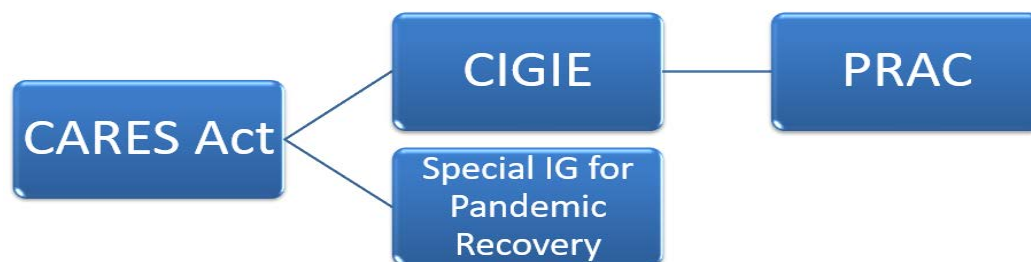 CARES Act
CIGIE
PRAC
Special IG for
Pandemic
Recovery